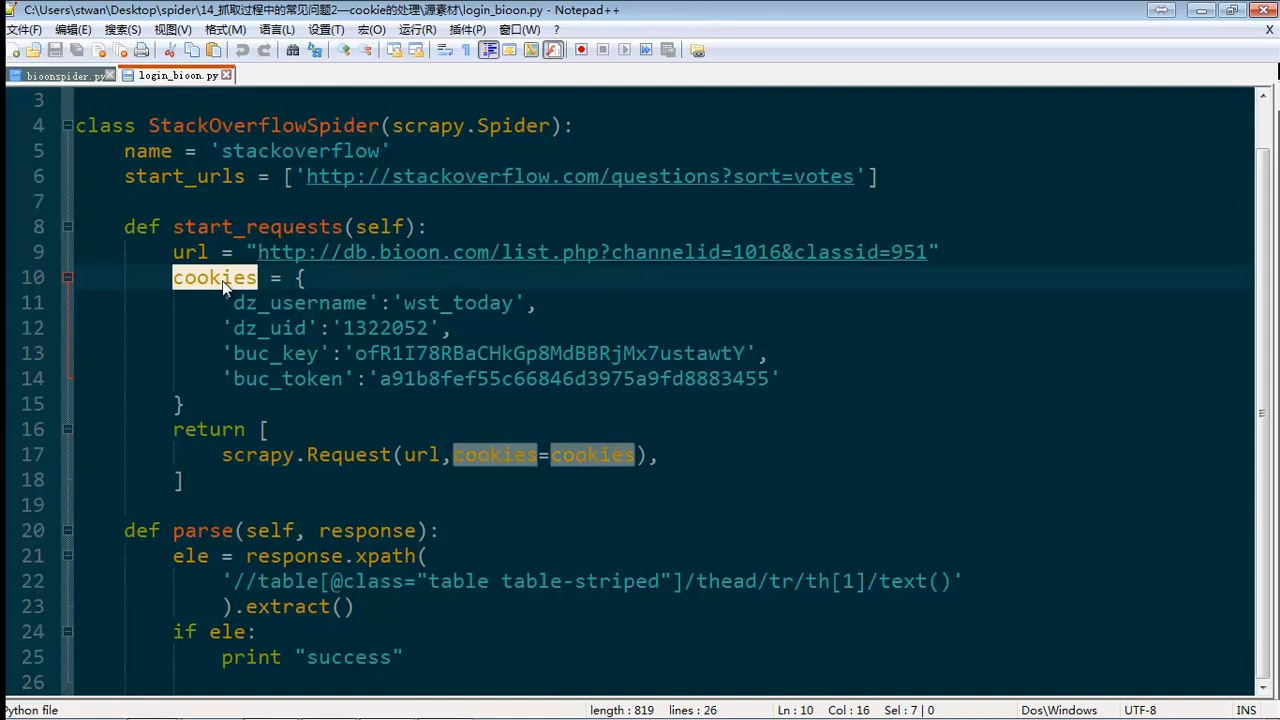 C:\Users\stwan\Desktop\spider\14_抓取过程中的常见问题2—cookie的处理\源素材\login_bioon.py - Notepad++
文件(F) 编辑(E) 搜索(S) 视图(V) 格式(M) 语言(L) 设置(T) 宏(O) 运行(R) 插件(P) 窗口(W) ? X
bioonspider.py login_bioon.py
3
4 class StackOverflowSpider(scrapy.Spider):
5 name = 'stackoverflow'
6 start_urls = ['http://stackoverflow.com/questions?sort=votes']
7
8 def start_requests(self):
9 url = "http://db.bioon.com/list.php?channelid=1016&classid=951"
10 cookies = {
11 'dz_username':'wst_today',
12 'dz_uid':'1322052',
13 'buc_key':'ofR1I78RBaCHkGp8MdBBRjMx7ustawtY',
14 'buc_token':'a91b8fef55c66846d3975a9fd8883455'
15 }
16 return [
17 scrapy.Request(url,cookies=cookies),
18 ]
19
20 def parse(self, response):
21 ele = response.xpath(
22 '//table[@class="table table-striped"]/thead/tr/th[1]/text()'
23 ).extract()
24 if ele:
25 print "success"
26
Python file length : 819 lines : 26 Ln : 10 Col : 16 Sel : 7 | 0 Dos\Windows UTF-8 INS